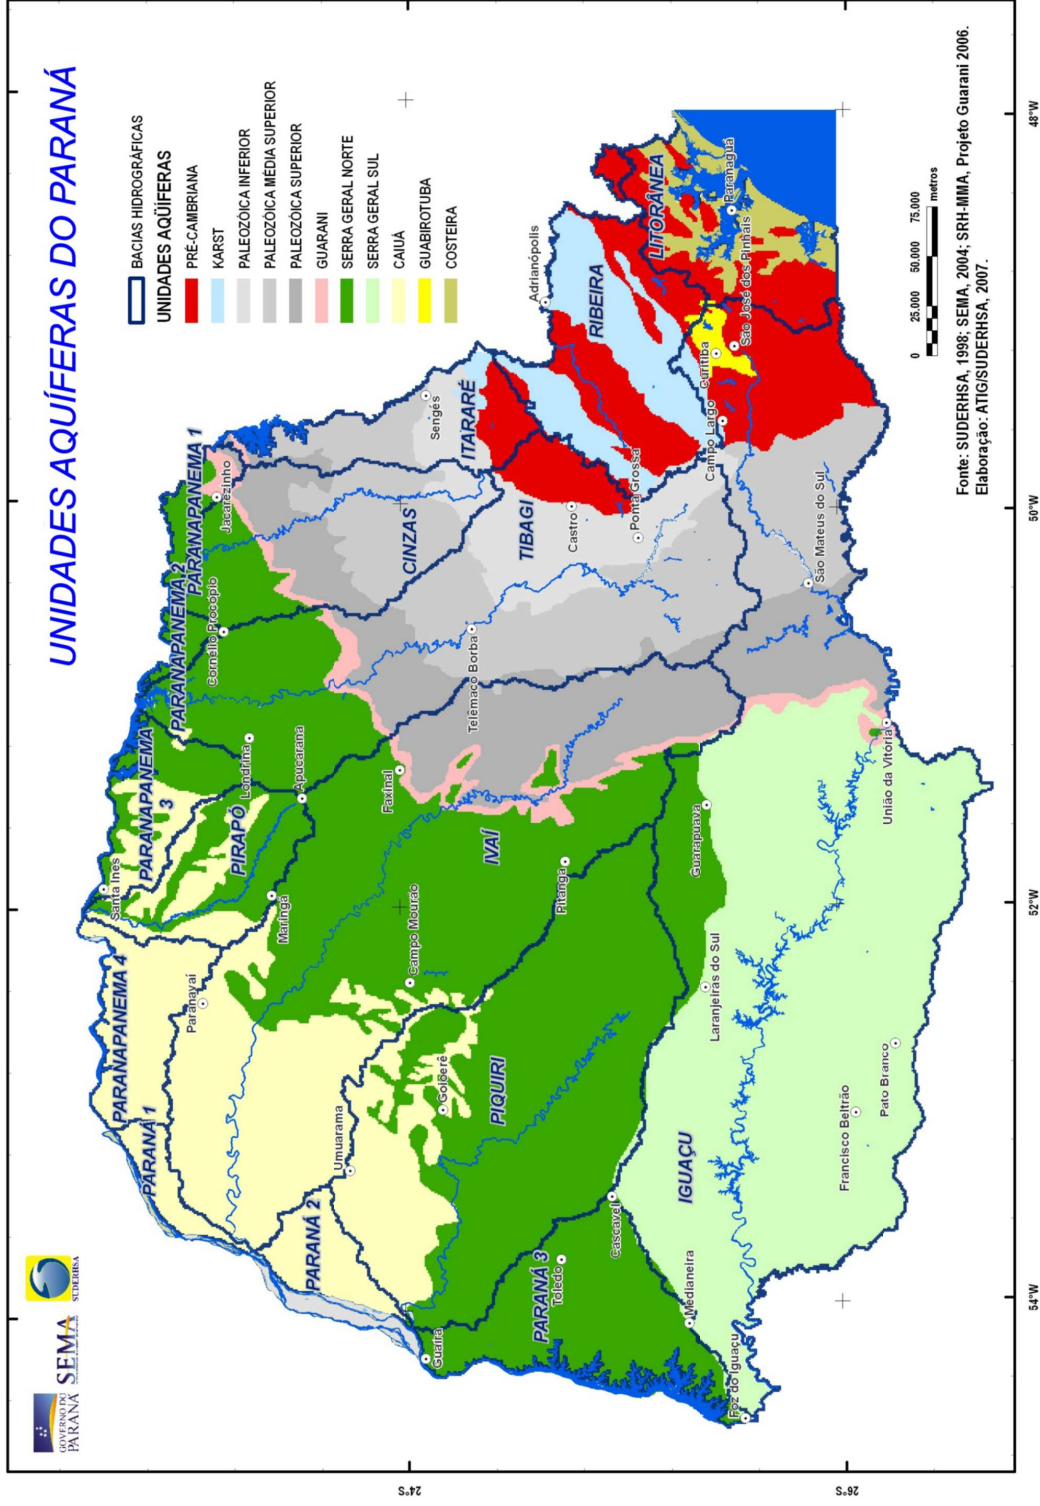 UNIDADES AQUÍFERAS DO PARANÁ
GOVERNO DO
PARANÁ
SEMA
SUDERHSA
BACIAS HIDROGRÁFICAS
UNIDADES AQÜÍFERAS
PRÉ-CAMBRIANA
KARST
PALEOZÓICA INFERIOR
PALEOZÓICA MÉDIA SUPERIOR
PALEOZÓICA SUPERIOR
GUARANI
SERRA GERAL NORTE
SERRA GERAL SUL
CAIUÁ
GUABIROTUBA
COSTEIRA
PARANAPANEMA 4
Santa Ines
PARANAPANEMA
3
PARANAPANEMA 2
PARANAPANEMA 1
PARANÁ 1
Paranavaí
PIRAPÓ
Londrina
Cornélio Procópio
Jacarezinho
Maringá
Apucarana
Umuarama
PARANÁ 2
Campo Mourão
Faxinal
CINZAS
Sengés
ITARARÉ
Guaíra
Goioerê
PIQUIRI
IVAÍ
Telêmaco Borba
TIBAGI
Castro
Adrianópolis
RIBEIRA
PARANÁ 3
Toledo
Pitanga
Ponta Grossa
LITORÂNEA
Cascavel
IGUAÇU
Medianeira
Laranjeiras do Sul
Guarapuava
Campo Largo
Curitiba
São José dos Pinhais
Paranaguá
Foz do Iguaçu
Francisco Beltrão
Pato Branco
União da Vitória
São Mateus do Sul
0 25.000 50.000 75.000
metros
Fonte: SUDERHSA, 1998; SEMA, 2004; SRH-MMA, Projeto Guarani 2006.
Elaboração: ATIG/SUDERHSA, 2007.
24°S
26°S
54°W
52°W
50°W
48°W